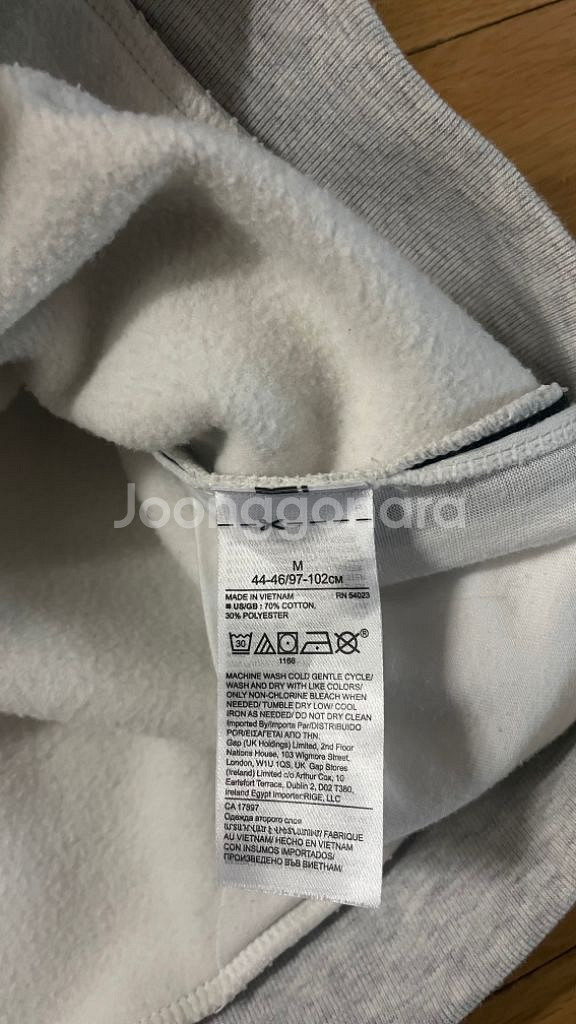 Joonggonara
M
44-46/97-102CM
MADE IN VIETNAM RN 54023
US/GB : 70% COTTON,
30% POLYESTER
30
1166
MACHINE WASH COLD GENTLE CYCLE/
WASH AND DRY WITH LIKE COLORS/
ONLY NON-CHLORINE BLEACH WHEN
NEEDED/ TUMBLE DRY LOW/ COOL
IRON AS NEEDED/ DO NOT DRY CLEAN
Imported By/Importe Par/DISTRIBUIDO
POR/ΕΙΣΑΓΕΤΑΙ ΑΠΟ ΤΗΝ:
Gap (UK Holdings) Limited, 2nd Floor
Nations House, 103 Wigmore Street,
London, W1U 1QS, UK Gap Stores
(Ireland) Limited c/o Arthur Cox, 10
Earlsfort Terrace, Dublin 2, D02 T380,
Ireland Egypt Importer:RIGE, LLC
CA 17897
Одежда второго слоя
FABRIQUE
AU VIETNAM/ HECHO EN VIETNAM
CON INSUMOS IMPORTADOS/
ПРОИЗВЕДЕНО ВЪВ ВИЕТНАМ/